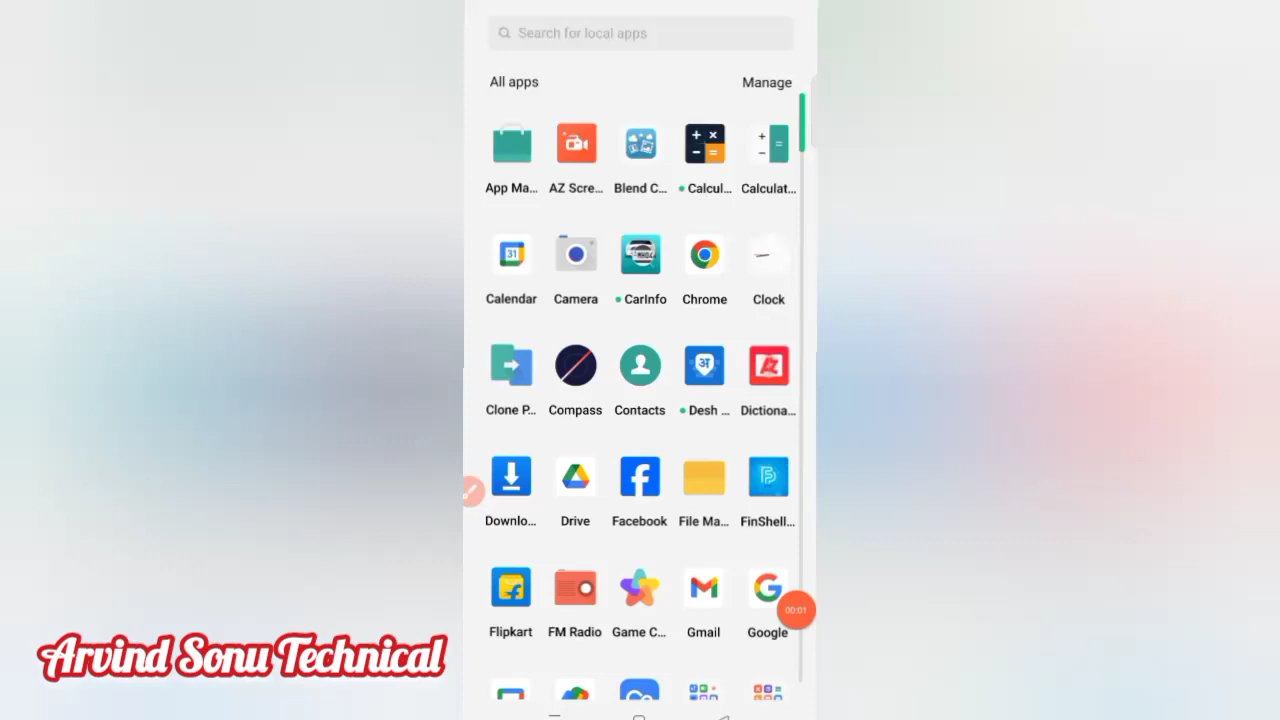 Search for local apps
All apps
Manage
App Ma...
AZ Scre...
Blend C...
Calcul...
Calculat...
31
Calendar
Camera
CarInfo
Chrome
Clock
अ
Clone P...
Compass
Contacts
Desh ...
Dictiona...
Downlo...
Drive
Facebook
File Ma...
FinShell...
00:01
Flipkart
FM Radio
Game C...
Gmail
Google
Arvind Sonu Technical